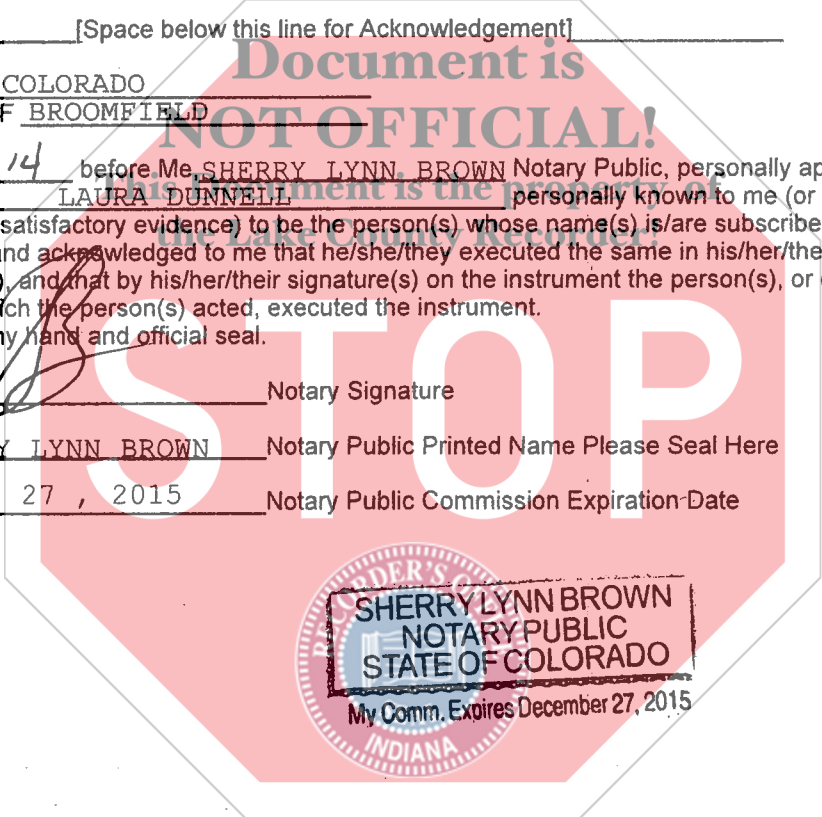 [Space below this line for Acknowledgement]
Document is
COLORADO
F BROOMFIELD
NOT OFFICIAL!
14 before Me SHERRY LYNN BROWN Notary Public, personally ap
This Document is the property of
LAURA DUNNELL personally known to me (or
satisfactory evidence) to be the person(s) whose name(s) is/are subscribe
the Lake County Recorder!
nd acknowledged to me that he/she/they executed the same in his/her/the
), and that by his/her/their signature(s) on the instrument the person(s), or
ch the person(s) acted, executed the instrument.
y hand and official seal.
STOP
Notary Signature
Y LYNN BROWN Notary Public Printed Name Please Seal Here
27 , 2015 Notary Public Commission Expiration Date
RECORDER'S OFFICE
SHERRY LYNN BROWN
NOTARY PUBLIC
STATE OF COLORADO
My Comm. Expires December 27, 2015
INDIANA